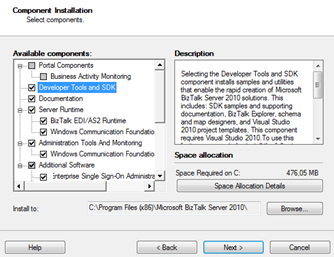 Component Installation
Select components.
Available components:
Portal Components
Business Activity Monitoring
Developer Tools and SDK
Documentation
Server Runtime
BizTalk EDI/AS2 Runtime
Windows Communication Foundatio
Administration Tools And Monitoring
Windows Communication Foundatio
Additional Software
Enterprise Single Sign-On Administra
Description
Selecting the Developer Tools and SDK
component installs samples and utilities
that enable the rapid creation of Microsoft
BizTalk Server 2010 solutions. This
includes: SDK samples and supporting
documentation, BizTalk Explorer, schema
and map designers, and Visual Studio
2010 project templates. This component
requires Visual Studio 2010.To use this
Space allocation
Space Required on C: 476,05 MB
Space Allocation Details
Install to: C:\Program Files (x86)\Microsoft BizTalk Server 2010\
Browse...
Help
< Back
Next >
Cancel